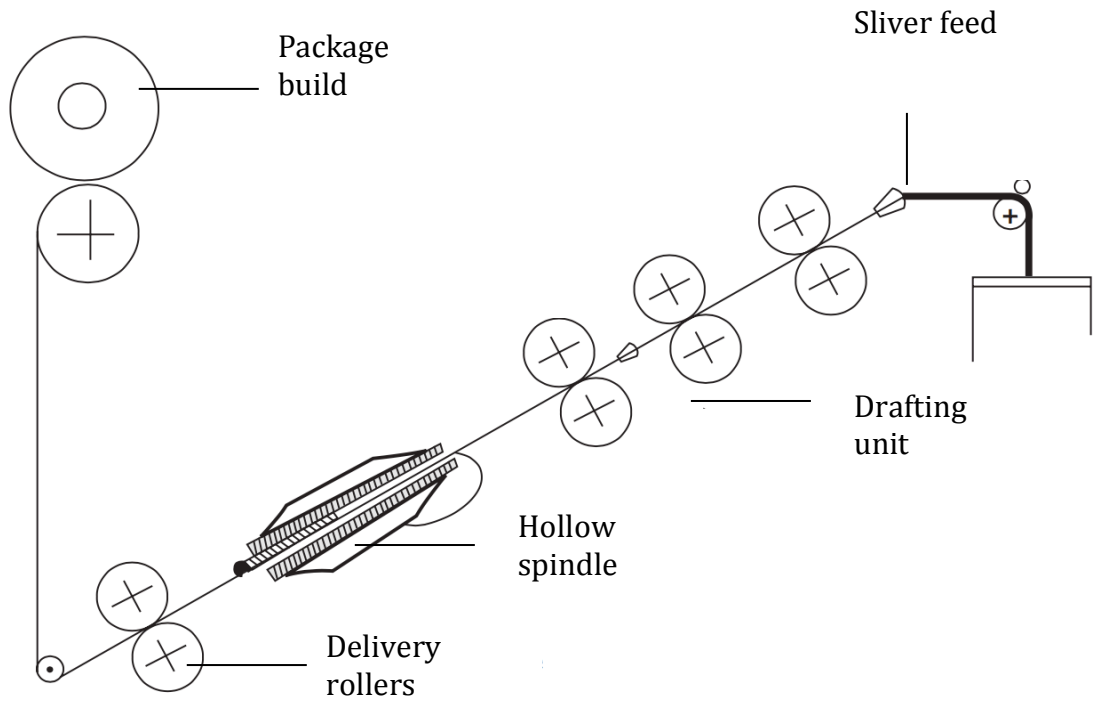 Sliver feed
Package
build
Drafting
unit
Hollow
spindle
Delivery
rollers